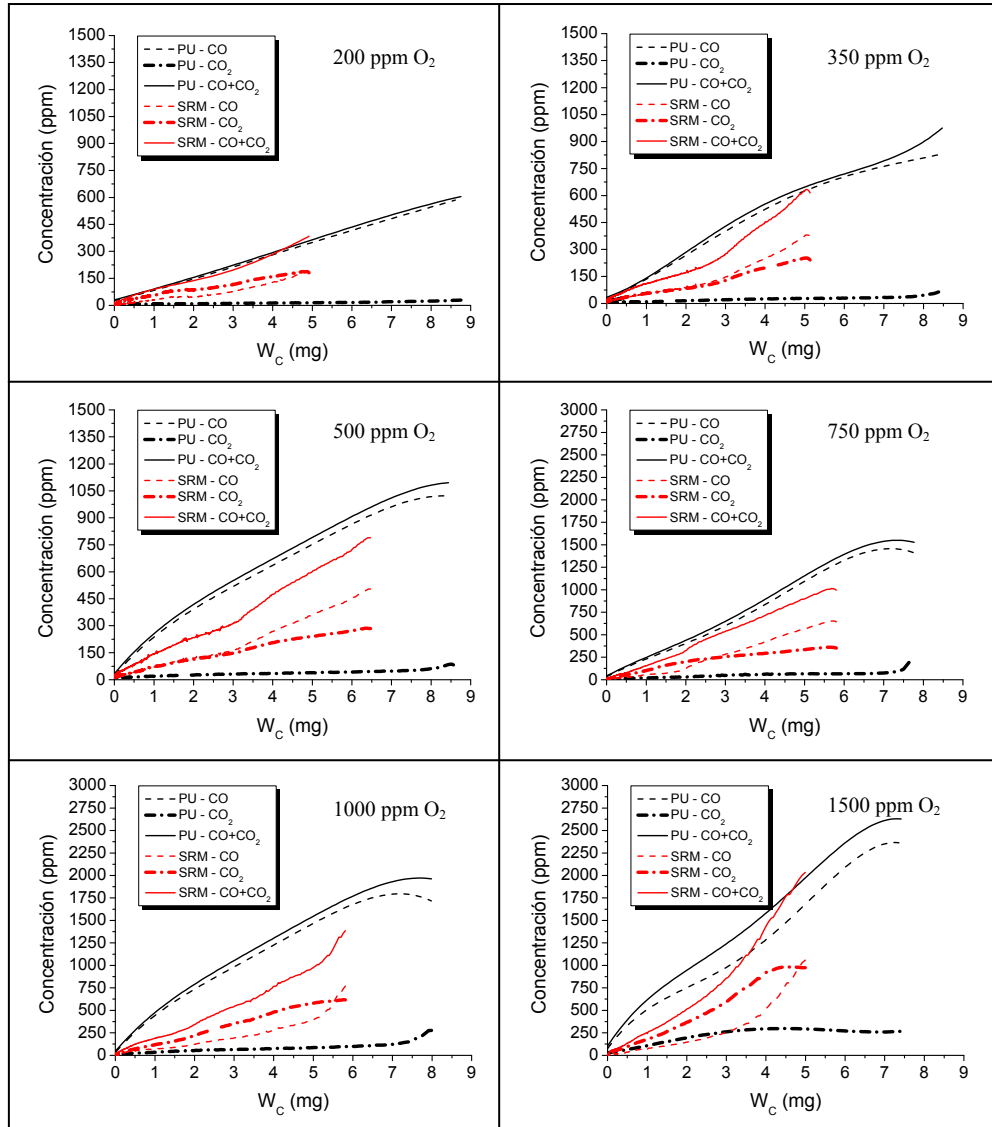 200 ppm O₂
PU - CO
PU - CO₂
PU - CO+CO₂
SRM - CO
SRM - CO₂
SRM - CO+CO₂
1500
1350
1200
1050
900
750
600
450
300
150
0
Concentración (ppm)
0 1 2 3 4 5 6 7 8 9
W_C (mg)
350 ppm O₂
PU - CO
PU - CO₂
PU - CO+CO₂
SRM - CO
SRM - CO₂
SRM - CO+CO₂
1500
1350
1200
1050
900
750
600
450
300
150
0
Concentración (ppm)
0 1 2 3 4 5 6 7 8 9
W_C (mg)
500 ppm O₂
PU - CO
PU - CO₂
PU - CO+CO₂
SRM - CO
SRM - CO₂
SRM - CO+CO₂
1500
1350
1200
1050
900
750
600
450
300
150
0
Concentración (ppm)
0 1 2 3 4 5 6 7 8 9
W_C (mg)
750 ppm O₂
PU - CO
PU - CO₂
PU - CO+CO₂
SRM - CO
SRM - CO₂
SRM - CO+CO₂
3000
2750
2500
2250
2000
1750
1500
1250
1000
750
500
250
0
Concentración (ppm)
0 1 2 3 4 5 6 7 8 9
W_C (mg)
1000 ppm O₂
PU - CO
PU - CO₂
PU - CO+CO₂
SRM - CO
SRM - CO₂
SRM - CO+CO₂
3000
2750
2500
2250
2000
1750
1500
1250
1000
750
500
250
0
Concentración (ppm)
0 1 2 3 4 5 6 7 8 9
W_C (mg)
1500 ppm O₂
PU - CO
PU - CO₂
PU - CO+CO₂
SRM - CO
SRM - CO₂
SRM - CO+CO₂
3000
2750
2500
2250
2000
1750
1500
1250
1000
750
500
250
0
Concentración (ppm)
0 1 2 3 4 5 6 7 8 9
W_C (mg)